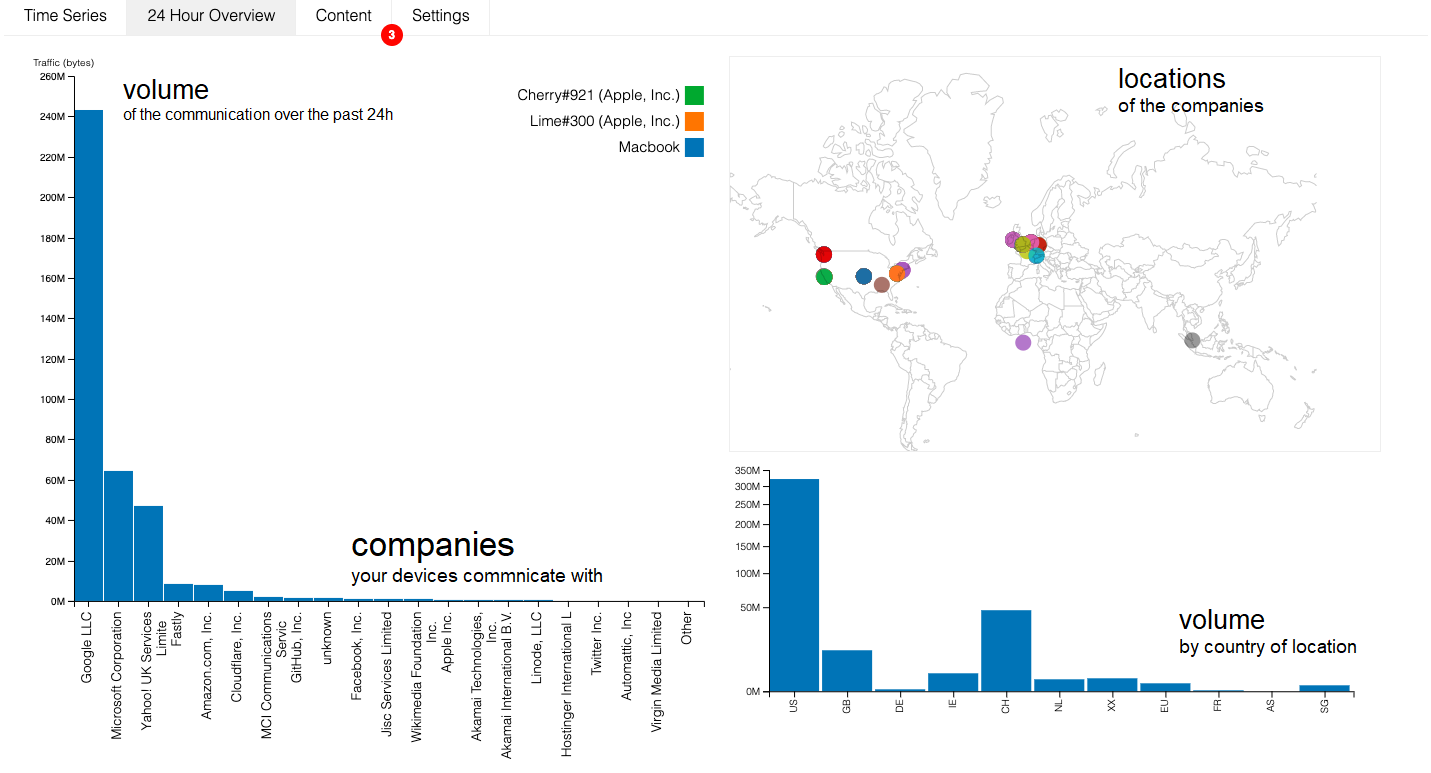 Time Series
24 Hour Overview
Content
Settings
3
Traffic (bytes)
260M
240M
220M
200M
180M
160M
140M
120M
100M
80M
60M
40M
20M
0M
volume
of the communication over the past 24h
Cherry#921 (Apple, Inc.)
Lime#300 (Apple, Inc.)
Macbook
companies
your devices commnicate with
Google LLC
Microsoft Corporation
Yahoo! UK Services
Limite
Fastly
Amazon.com, Inc.
Cloudflare, Inc.
MCI Communications
Servic
GitHub, Inc.
unknown
Facebook, Inc.
Jisc Services Limited
Wikimedia Foundation
Inc.
Apple Inc.
Akamai Technologies,
Inc.
Akamai International B.V.
Linode, LLC
Hostinger International L
Twitter Inc.
Automattic, Inc
Virgin Media Limited
Other
locations
of the companies
350M
300M
250M
200M
150M
100M
50M
0M
volume
by country of location
US
GB
DE
IE
CH
NL
XX
EU
FR
AS
SG